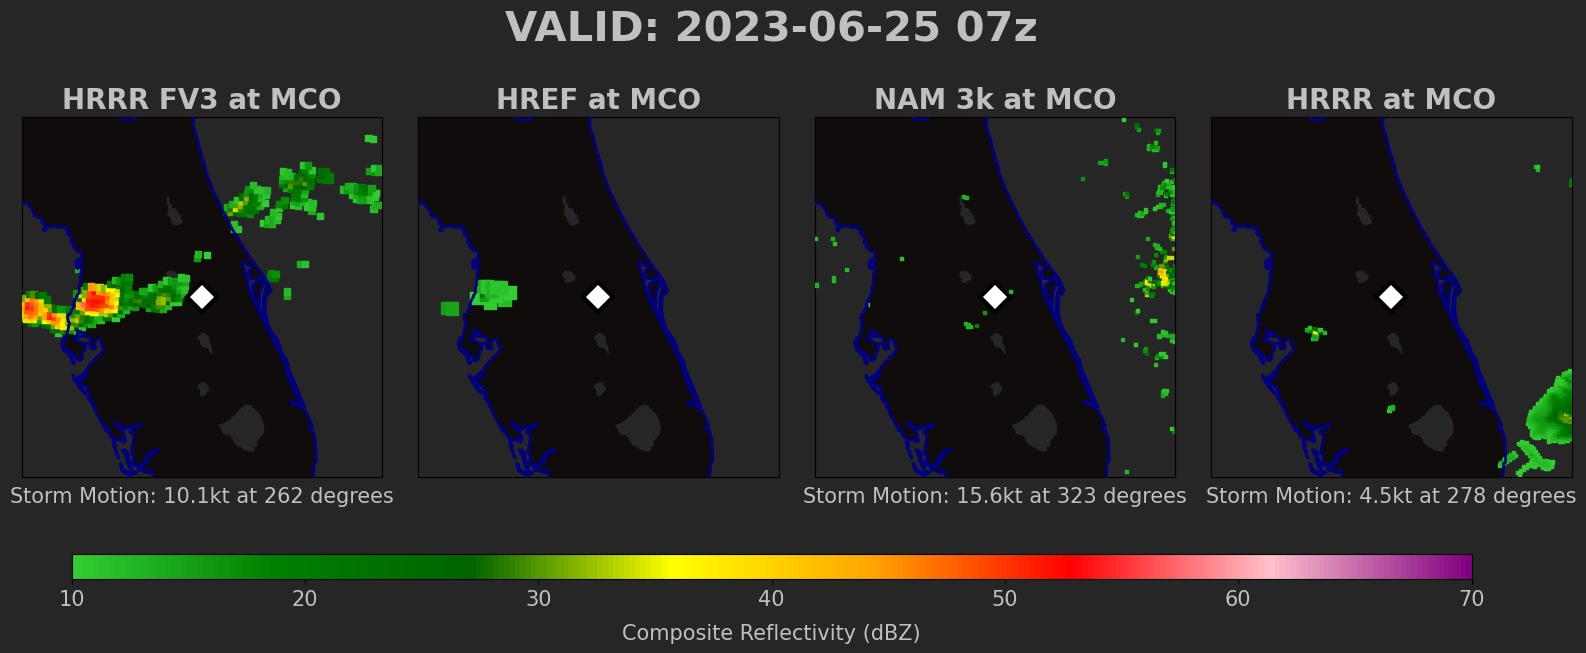 VALID: 2023-06-25 07z
HRRR FV3 at MCO
HREF at MCO
NAM 3k at MCO
HRRR at MCO
Storm Motion: 10.1kt at 262 degrees
Storm Motion: 15.6kt at 323 degrees
Storm Motion: 4.5kt at 278 degrees
10 20 30 40 50 60 70
Composite Reflectivity (dBZ)